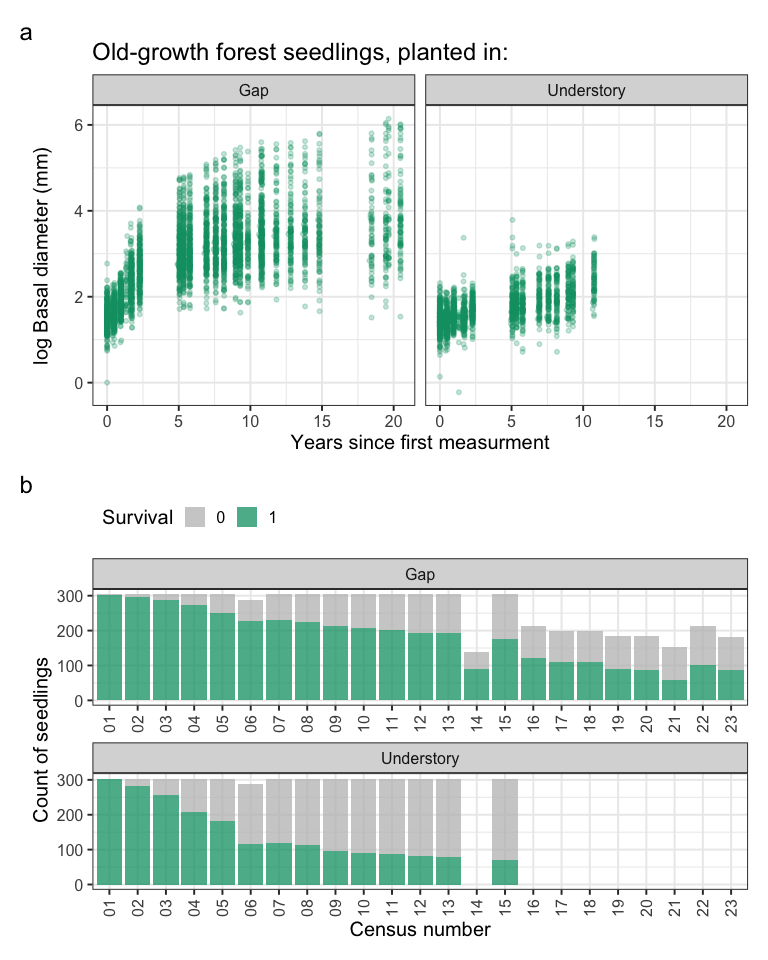 a
Old-growth forest seedlings, planted in:
Gap Understory
6
4
2
0
log Basal diameter (mm)
0 5 10 15 20 0 5 10 15 20
Years since first measurment
b
Survival 0 1
Gap
300
200
100
0
01 02 03 04 05 06 07 08 09 10 11 12 13 14 15 16 17 18 19 20 21 22 23
Count of seedlings
Understory
300
200
100
0
01 02 03 04 05 06 07 08 09 10 11 12 13 14 15 16 17 18 19 20 21 22 23
Census number